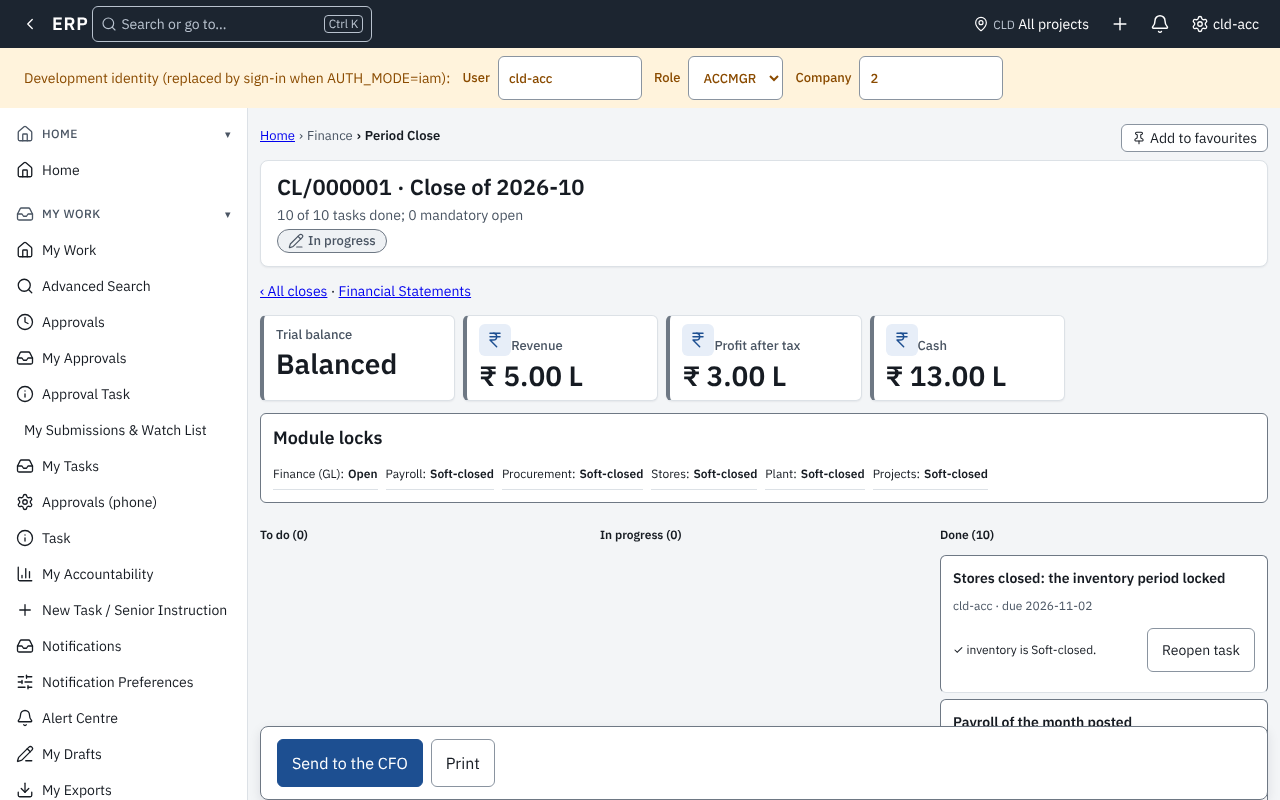 ERP
Search or go to…
Ctrl K
CLD All projects
cld-acc
Development identity (replaced by sign-in when AUTH_MODE=iam):
User
cld-acc
Role
ACCMGR
Company
2
HOME
Home
MY WORK
My Work
Advanced Search
Approvals
My Approvals
Approval Task
My Submissions & Watch List
My Tasks
Approvals (phone)
Task
My Accountability
New Task / Senior Instruction
Notifications
Notification Preferences
Alert Centre
My Drafts
My Exports
Home › Finance › Period Close
Add to favourites
CL/000001 · Close of 2026-10
10 of 10 tasks done; 0 mandatory open
In progress
‹ All closes · Financial Statements
Trial balance
Balanced
₹ Revenue
₹ 5.00 L
₹ Profit after tax
₹ 3.00 L
₹ Cash
₹ 13.00 L
Module locks
Finance (GL): Open
Payroll: Soft-closed
Procurement: Soft-closed
Stores: Soft-closed
Plant: Soft-closed
Projects: Soft-closed
To do (0)
In progress (0)
Done (10)
Stores closed: the inventory period locked
cld-acc · due 2026-11-02
✓ inventory is Soft-closed.
Reopen task
Payroll of the month posted
Send to the CFO
Print